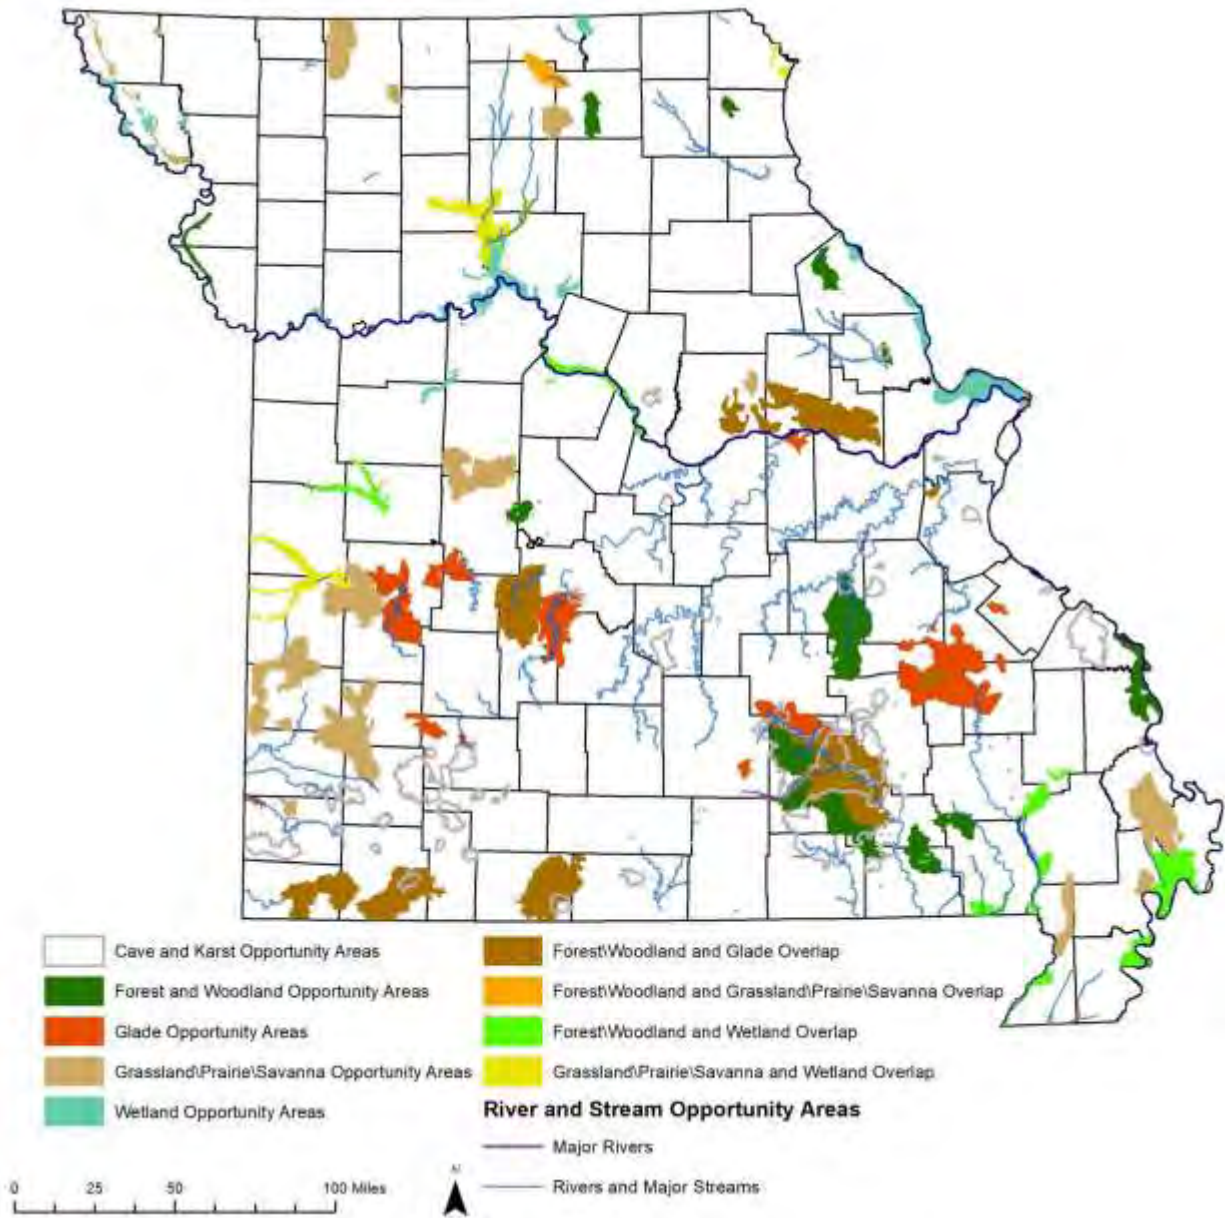 Cave and Karst Opportunity Areas
Forest and Woodland Opportunity Areas
Glade Opportunity Areas
Grassland\Prairie\Savanna Opportunity Areas
Wetland Opportunity Areas
Forest\Woodland and Glade Overlap
Forest\Woodland and Grassland\Prairie\Savanna Overlap
Forest\Woodland and Wetland Overlap
Grassland\Prairie\Savanna and Wetland Overlap
River and Stream Opportunity Areas
Major Rivers
Rivers and Major Streams
0 25 50 100 Miles
N